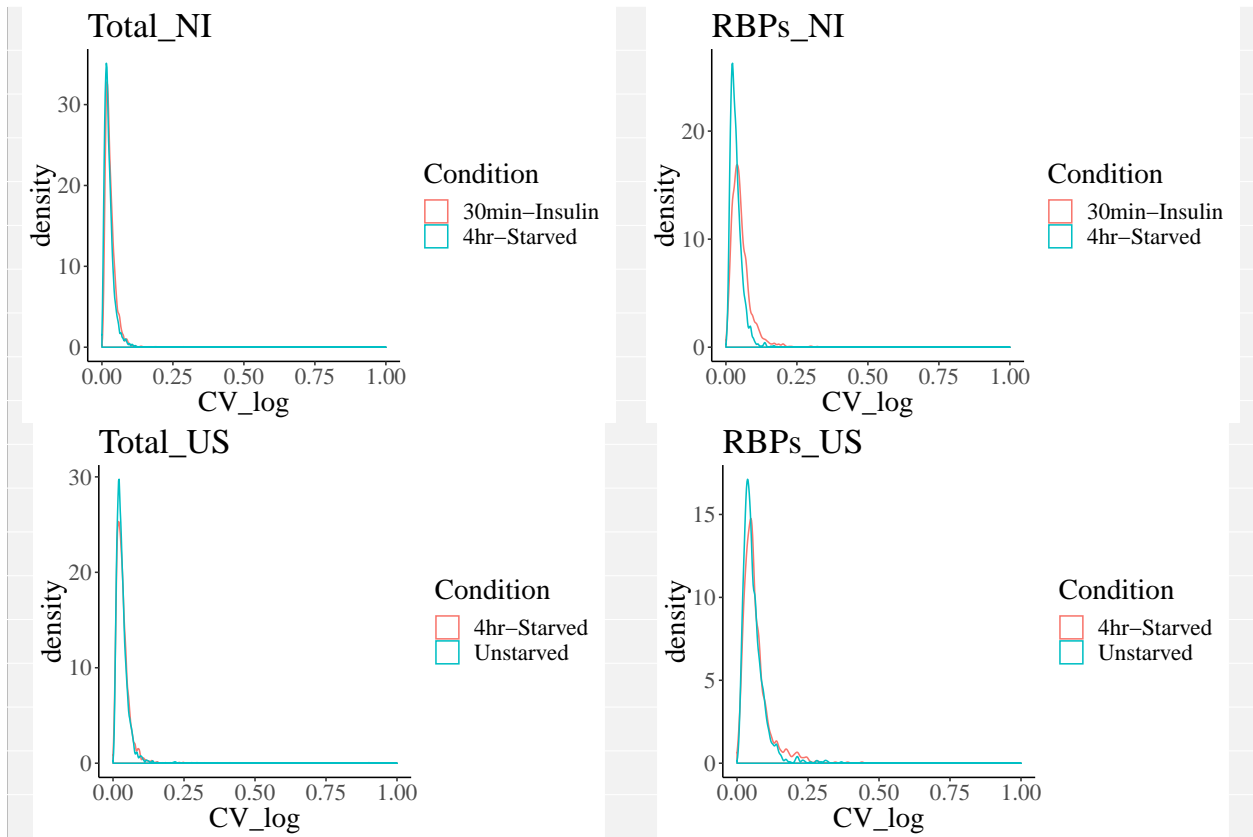 Total_NI
density
30
20
10
0
0.00 0.25 0.50 0.75 1.00
CV_log
Condition
30min−Insulin
4hr−Starved
RBPs_NI
density
20
10
0
0.00 0.25 0.50 0.75 1.00
CV_log
Condition
30min−Insulin
4hr−Starved
Total_US
density
30
20
10
0
0.00 0.25 0.50 0.75 1.00
CV_log
Condition
4hr−Starved
Unstarved
RBPs_US
density
15
10
5
0
0.00 0.25 0.50 0.75 1.00
CV_log
Condition
4hr−Starved
Unstarved